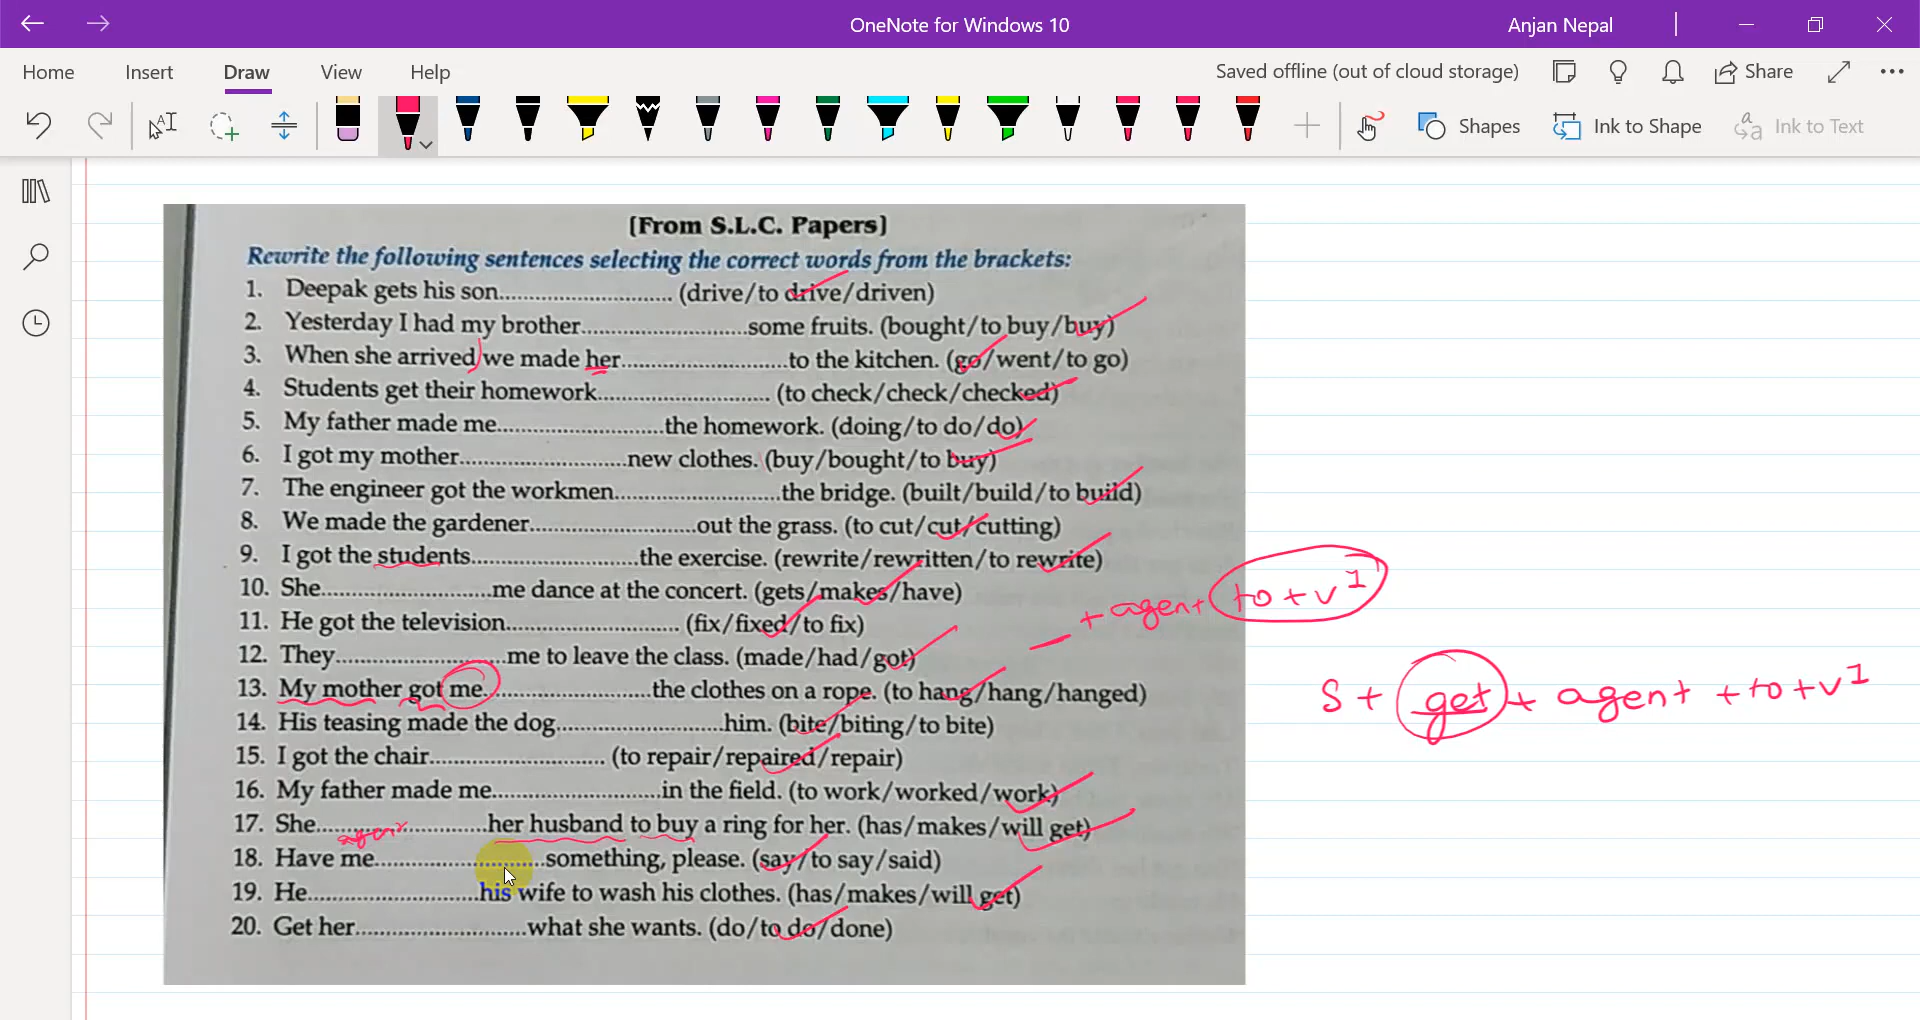 OneNote for Windows 10
Anjan Nepal
Home Insert Draw View Help
Saved offline (out of cloud storage)
Share
Shapes
Ink to Shape
Ink to Text
[From S.L.C. Papers]
Rewrite the following sentences selecting the correct words from the brackets:
1. Deepak gets his son.......................... (drive/to drive/driven)
2. Yesterday I had my brother..........................some fruits. (bought/to buy/buy)
3. When she arrived we made her..........................to the kitchen. (go/went/to go)
4. Students get their homework.......................... (to check/check/checked)
5. My father made me..........................the homework. (doing/to do/do)
6. I got my mother..........................new clothes. (buy/bought/to buy)
7. The engineer got the workmen..........................the bridge. (built/build/to build)
8. We made the gardener..........................out the grass. (to cut/cut/cutting)
9. I got the students..........................the exercise. (rewrite/rewritten/to rewrite)
10. She..........................me dance at the concert. (gets/makes/have)
11. He got the television.......................... (fix/fixed/to fix)
12. They..........................me to leave the class. (made/had/got)
13. My mother got me..........................the clothes on a rope. (to hang/hang/hanged)
14. His teasing made the dog..........................him. (bite/biting/to bite)
15. I got the chair.......................... (to repair/repaired/repair)
16. My father made me..........................in the field. (to work/worked/work)
17. She..........................her husband to buy a ring for her. (has/makes/will get)
agent
18. Have me..........................something, please. (say/to say/said)
19. He..........................his wife to wash his clothes. (has/makes/will get)
20. Get her..........................what she wants. (do/to do/done)
+ agent + to + v1
S + get + agent + to + v1